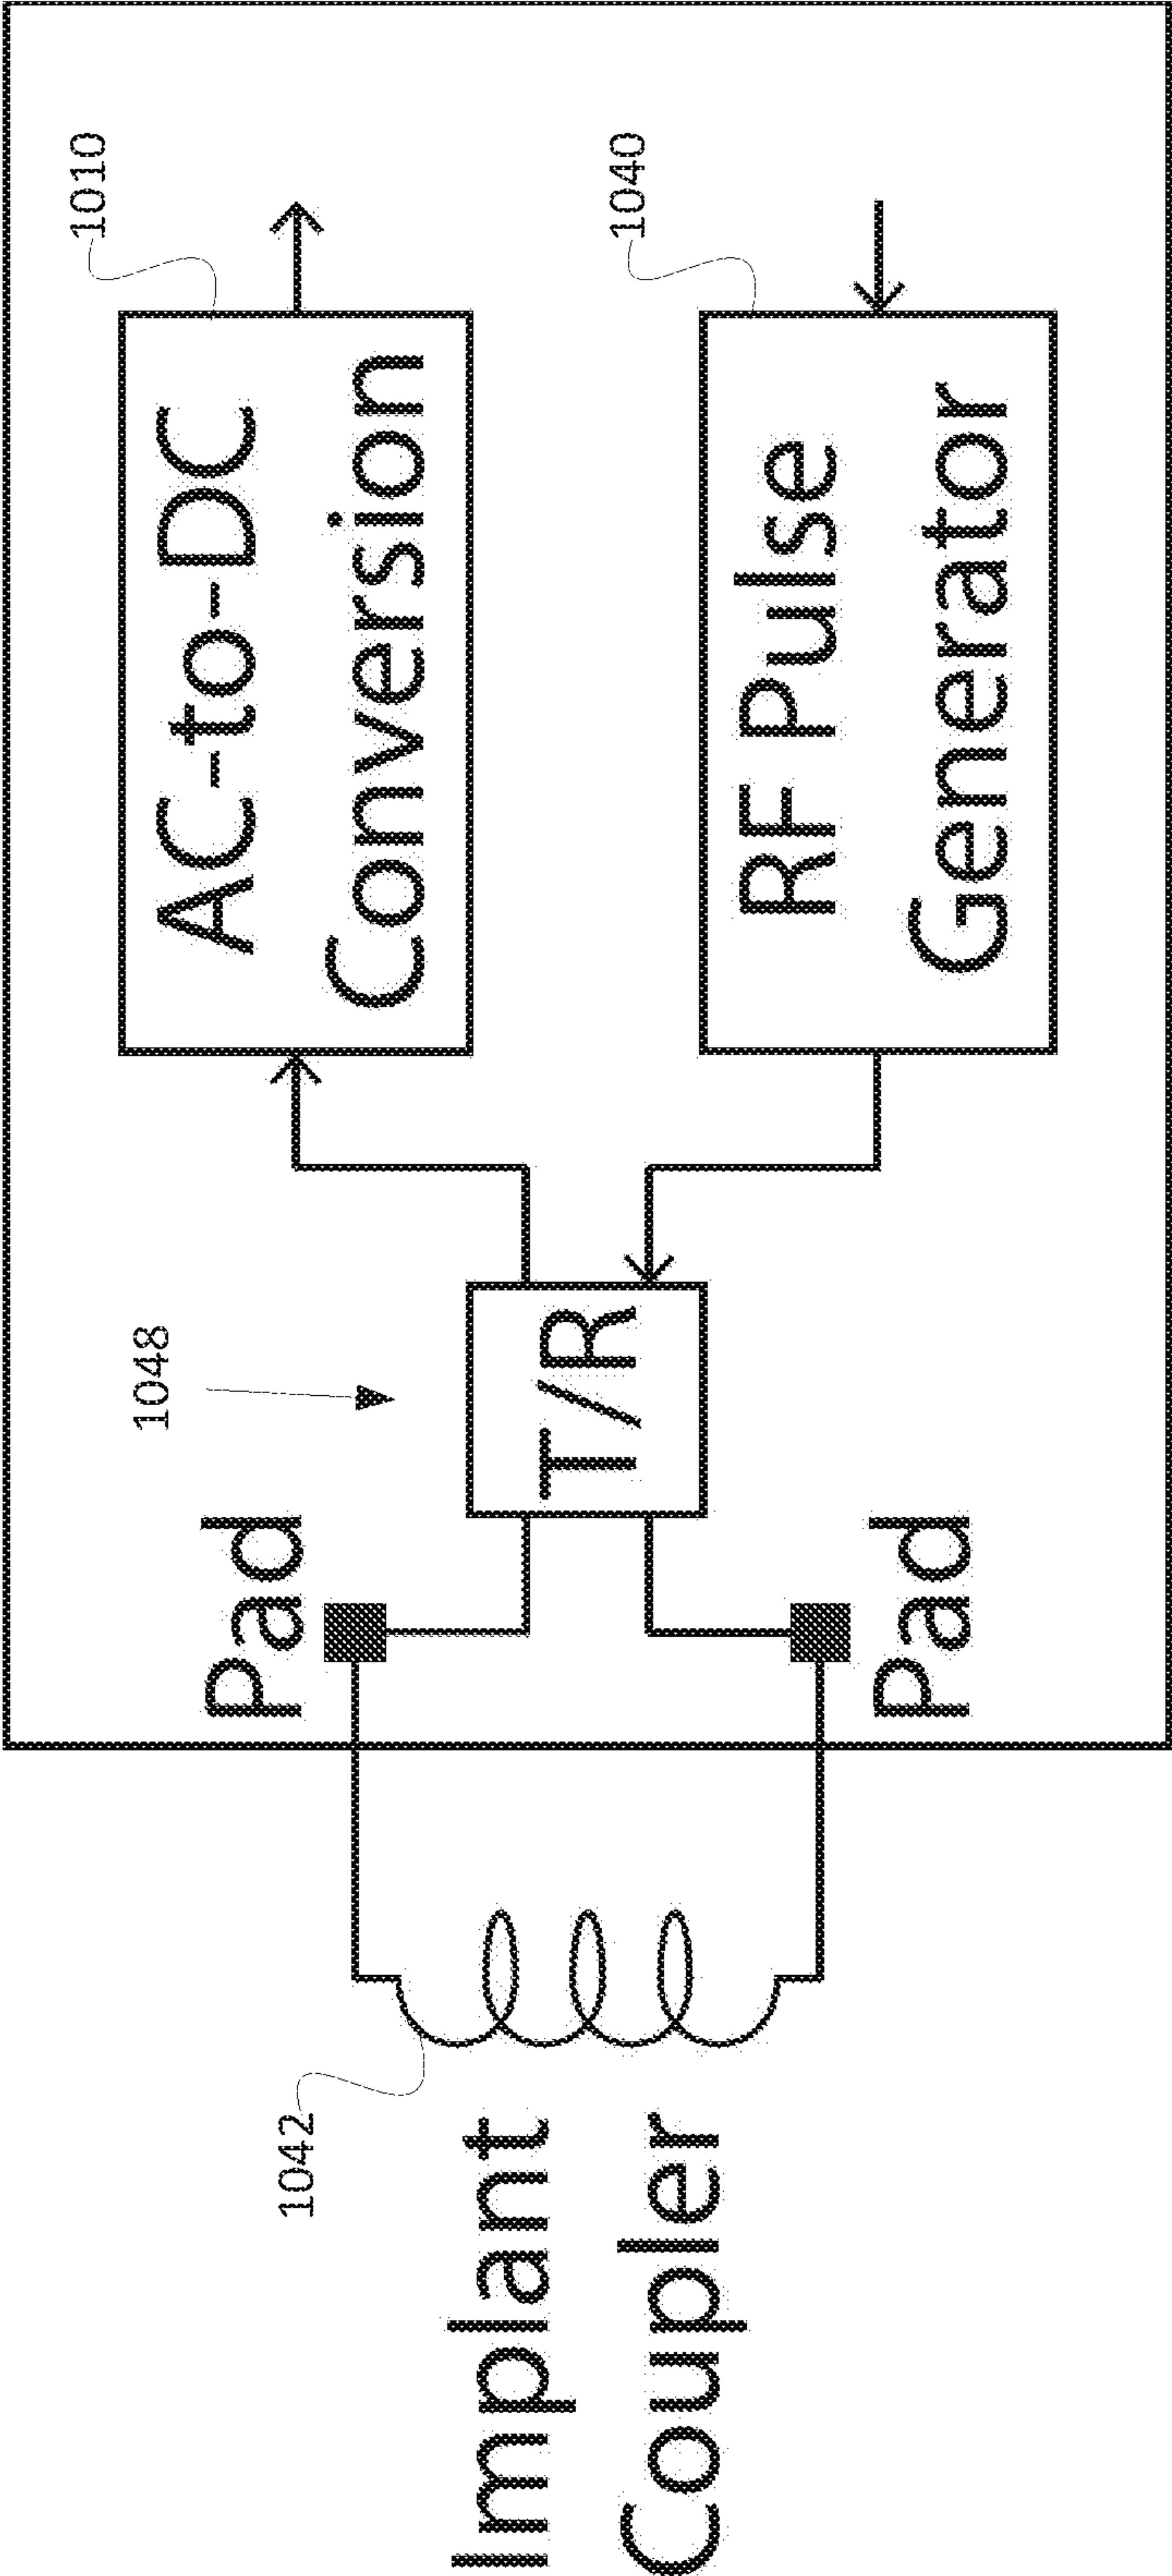 Implant
Coupler
1042
Pad
Pad
1048
T/R
AC-to-DC
Conversion
1010
RF Pulse
Generator
1040